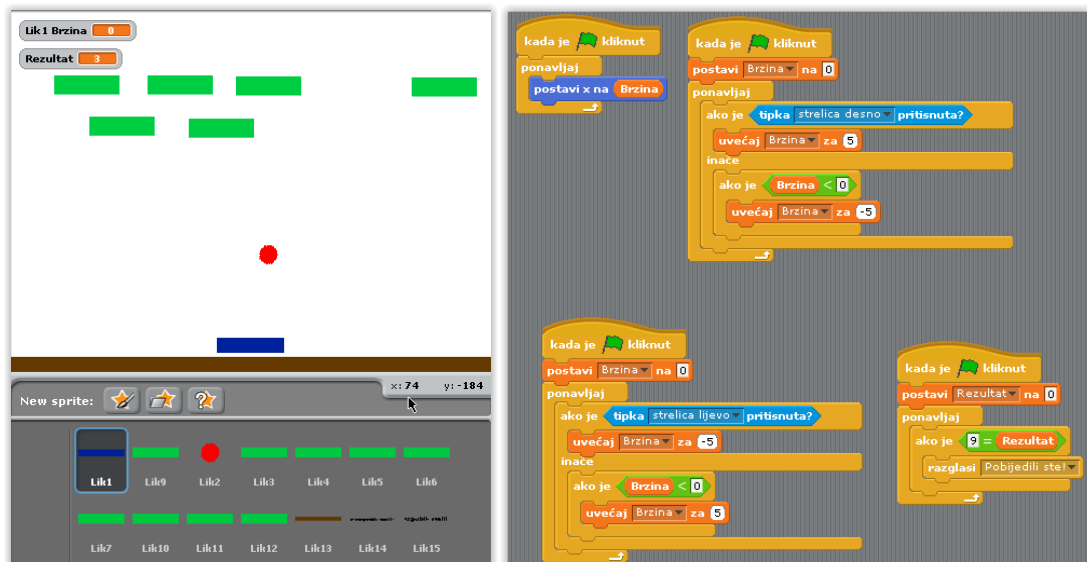 Lik1 Brzina 0
Rezultat 3
x: 74 y: -184
New sprite:
Lik1 Lik9 Lik2 Lik3 Lik4 Lik5 Lik6
Lik7 Lik10 Lik11 Lik12 Lik13 Lik14 Lik15
kada je kliknut
ponavljaj
postavi x na Brzina
kada je kliknut
postavi Brzina na 0
ponavljaj
ako je tipka strelica desno pritisnuta?
uvećaj Brzina za 5
inače
ako je Brzina < 0
uvećaj Brzina za -5
kada je kliknut
postavi Brzina na 0
ponavljaj
ako je tipka strelica lijevo pritisnuta?
uvećaj Brzina za -5
inače
ako je Brzina < 0
uvećaj Brzina za 5
kada je kliknut
postavi Rezultat na 0
ponavljaj
ako je 9 = Rezultat
razglasi Pobijedili ste!